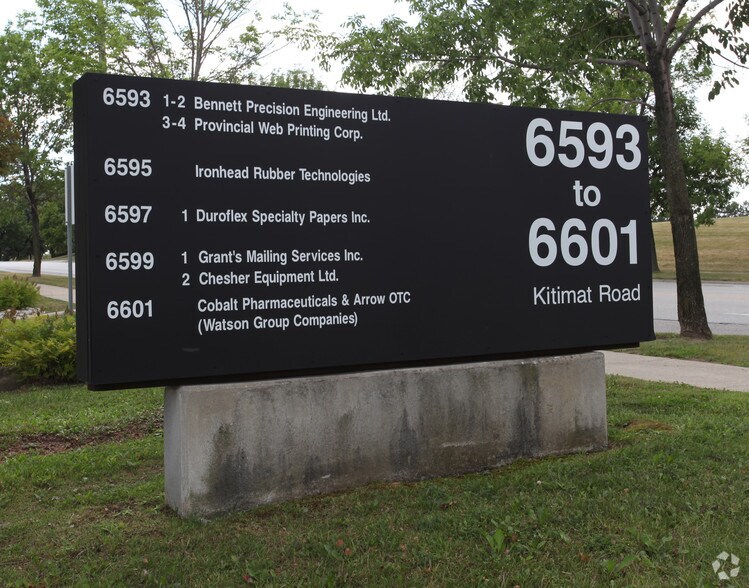 6593 1-2 Bennett Precision Engineering Ltd.
3-4 Provincial Web Printing Corp.
6595 Ironhead Rubber Technologies
6597 1 Duroflex Specialty Papers Inc.
6599 1 Grant's Mailing Services Inc.
2 Chesher Equipment Ltd.
6601 Cobalt Pharmaceuticals & Arrow OTC
(Watson Group Companies)
6593
to
6601
Kitimat Road